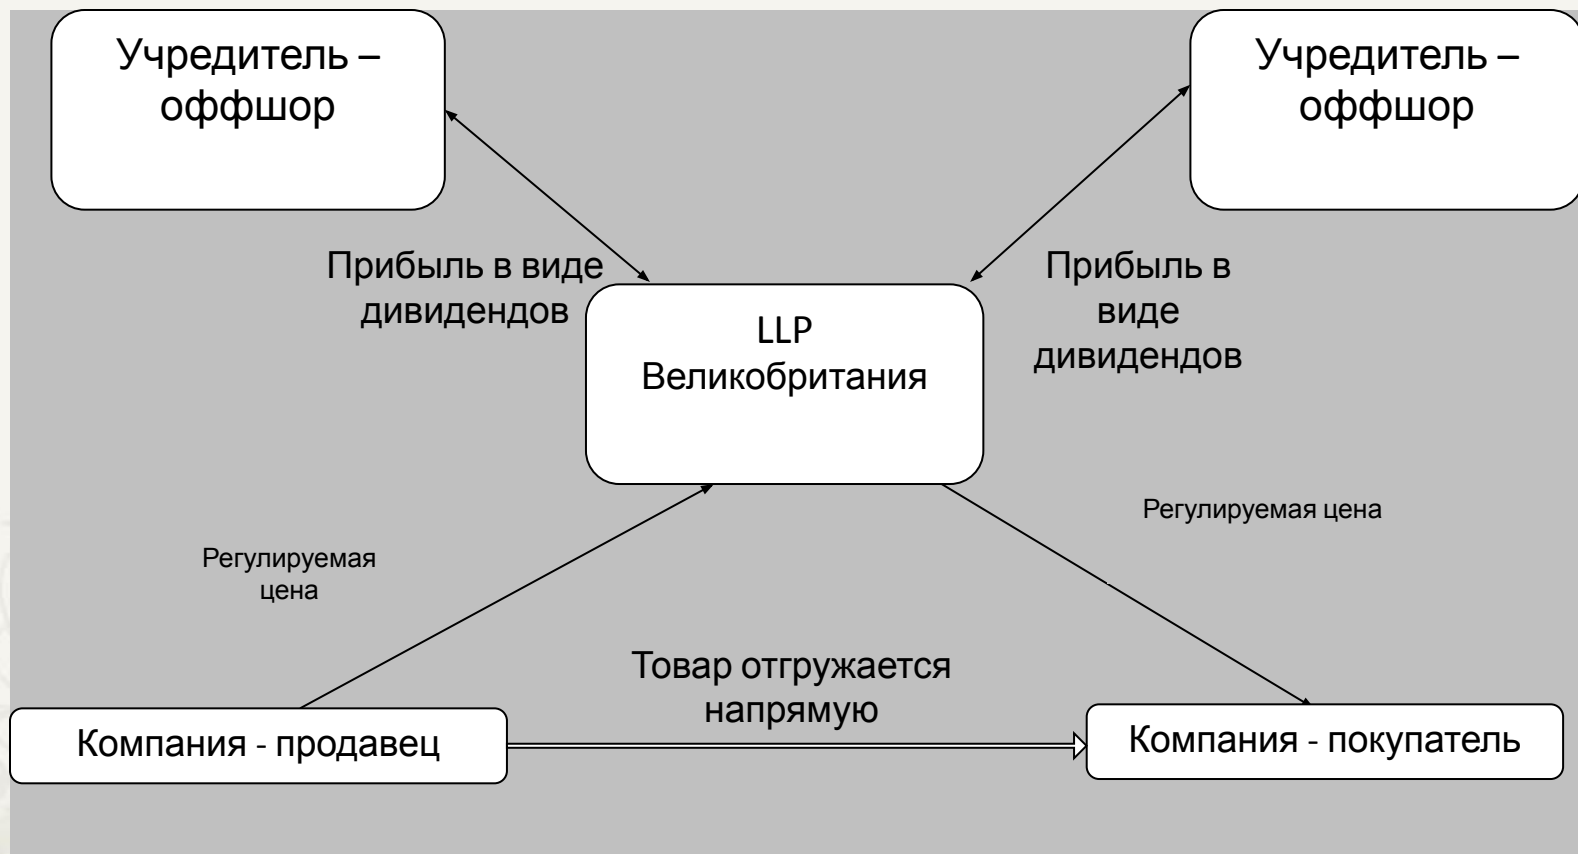 Учредитель –
оффшор
Учредитель –
оффшор
Прибыль в виде
дивидендов
Прибыль в
виде
дивидендов
LLP
Великобритания
Регулируемая
цена
Регулируемая цена
Товар отгружается
напрямую
Компания - продавец
Компания - покупатель